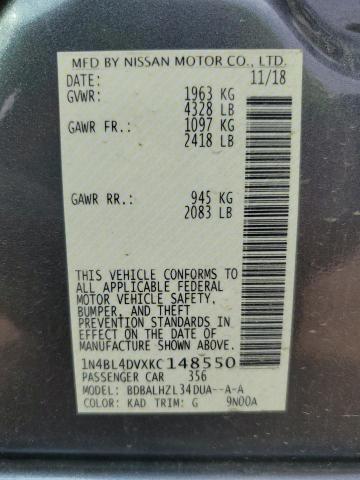 MFD BY NISSAN MOTOR CO., LTD.
DATE: 11/18
GVWR: 1963 KG
4328 LB
GAWR FR.: 1097 KG
2418 LB
GAWR RR.: 945 KG
2083 LB
THIS VEHICLE CONFORMS TO
ALL APPLICABLE FEDERAL
MOTOR VEHICLE SAFETY,
BUMPER, AND THEFT
PREVENTION STANDARDS IN
EFFECT ON THE DATE OF
MANUFACTURE SHOWN ABOVE.
1N4BL4DVXKC148550
PASSENGER CAR 356
MODEL: BDBALHZL34DUA--A-A
COLOR: KAD TRIM: G 9N00A